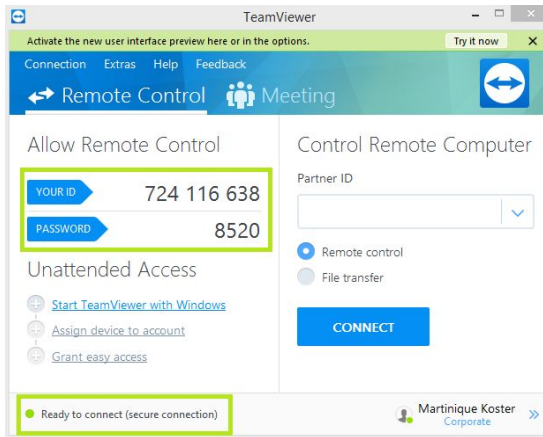 TeamViewer
Activate the new user interface preview here or in the options.
Try it now
Connection Extras Help Feedback
Remote Control Meeting
Allow Remote Control
YOUR ID 724 116 638
PASSWORD 8520
Unattended Access
Start TeamViewer with Windows
Assign device to account
Grant easy access
Control Remote Computer
Partner ID
Remote control
File transfer
CONNECT
Ready to connect (secure connection)
Martinique Koster
Corporate